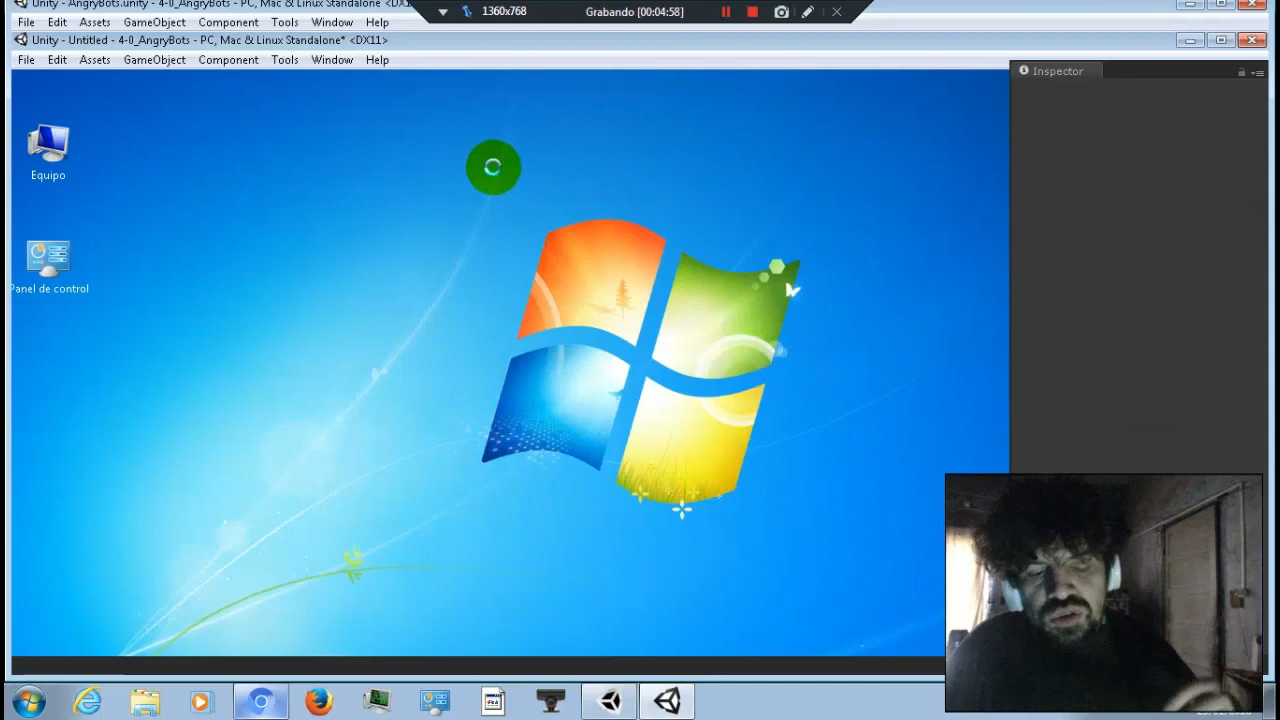 Unity - AngryBots.unity - 4-0_AngryBots - PC, Mac & Linux Standalone <DX1
1360x768
Grabando [00:04:58]
File Edit Assets GameObject Component Tools Window Help
Unity - Untitled - 4-0_AngryBots - PC, Mac & Linux Standalone* <DX11>
File Edit Assets GameObject Component Tools Window Help
Inspector
Equipo
Panel de control